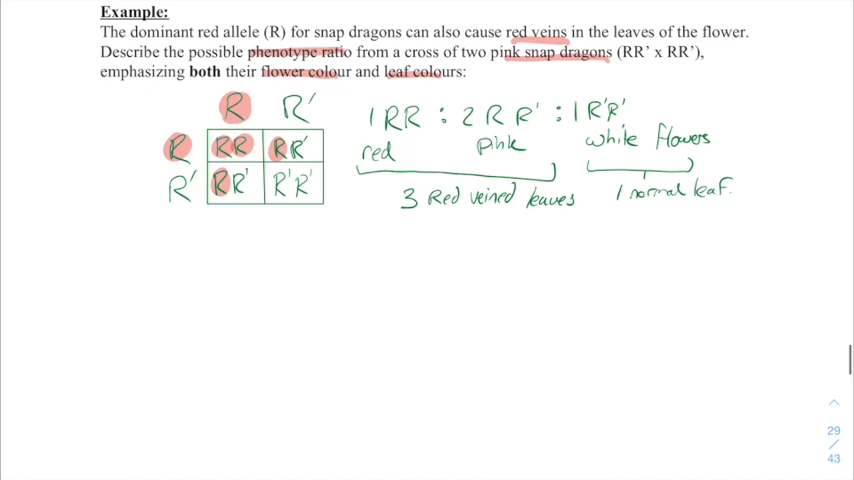 Example:
The dominant red allele (R) for snap dragons can also cause red veins in the leaves of the flower.
Describe the possible phenotype ratio from a cross of two pink snap dragons (RR’ x RR’),
emphasizing both their flower colour and leaf colours:
R R'
1RR : 2 R R' : 1 R'R'
R RR RR'
red pink white flowers
R' RR' R'R'
3 Red veined leaves 1 normal leaf.
29
/
43